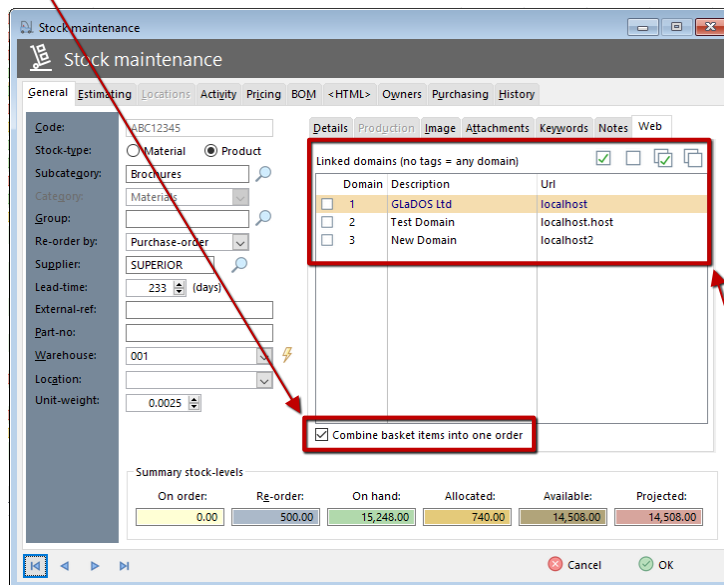 Stock maintenance
Stock maintenance
General Estimating Locations Activity Pricing BOM <HTML> Owners Purchasing History
Code: ABC12345
Stock-type: Material Product
Subcategory: Brochures
Category: Materials
Group:
Re-order by: Purchase-order
Supplier: SUPERIOR
Lead-time: 233 (days)
External-ref:
Part-no:
Warehouse: 001
Location:
Unit-weight: 0.0025
Details Production Image Attachments Keywords Notes Web
Linked domains (no tags = any domain)
Domain Description Url
1 GLaDOS Ltd localhost
2 Test Domain localhost.host
3 New Domain localhost2
Combine basket items into one order
Summary stock-levels
On order: Re-order: On hand: Allocated: Available: Projected:
0.00 500.00 15,248.00 740.00 14,508.00 14,508.00
Cancel OK